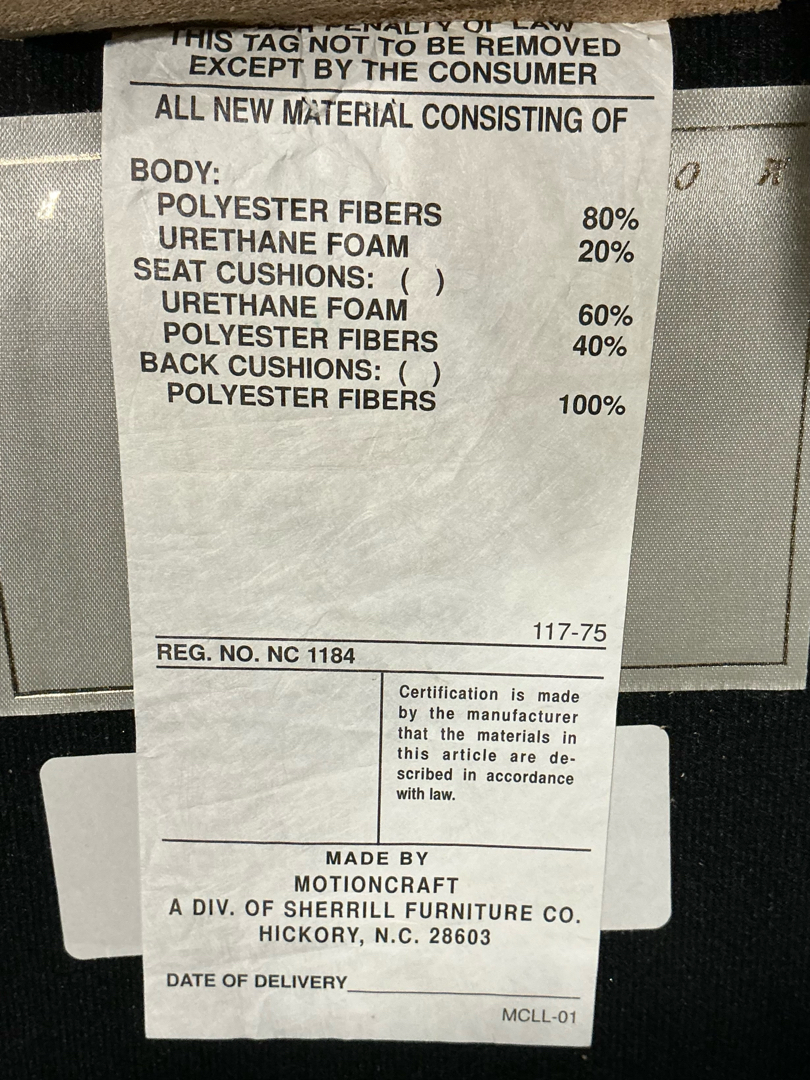 PENALTY OF LAW
THIS TAG NOT TO BE REMOVED
EXCEPT BY THE CONSUMER
ALL NEW MATERIAL CONSISTING OF
BODY:
POLYESTER FIBERS 80%
URETHANE FOAM 20%
SEAT CUSHIONS: ( )
URETHANE FOAM 60%
POLYESTER FIBERS 40%
BACK CUSHIONS: ( )
POLYESTER FIBERS 100%
117-75
REG. NO. NC 1184
Certification is made
by the manufacturer
that the materials in
this article are de-
scribed in accordance
with law.
MADE BY
MOTIONCRAFT
A DIV. OF SHERRILL FURNITURE CO.
HICKORY, N.C. 28603
DATE OF DELIVERY
MCLL-01